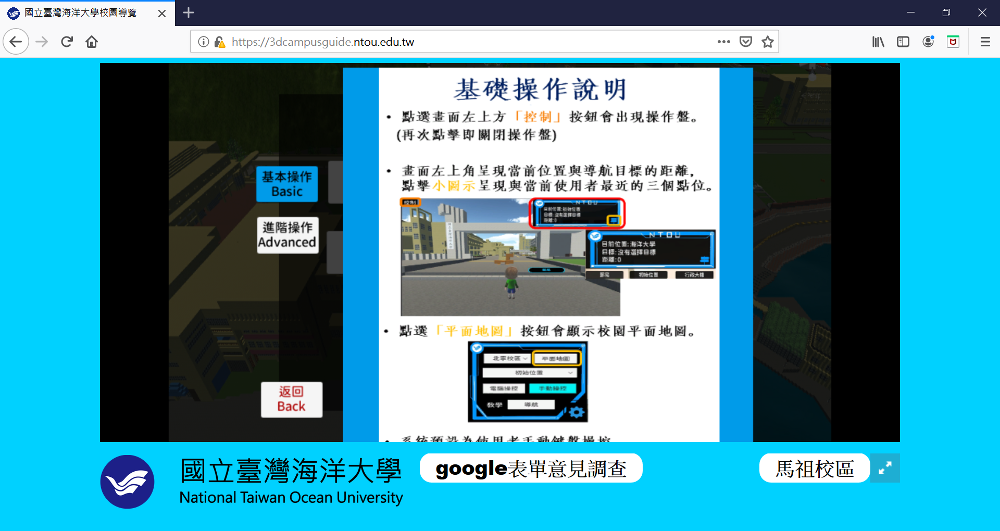 國立臺灣海洋大學校園導覽
https://3dcampusguide.ntou.edu.tw
基礎操作說明
• 點選畫面左上方「控制」按鈕會出現操作盤。
(再次點擊即關閉操作盤)
• 畫面左上角呈現當前位置與導航目標的距離,
點擊小圖示呈現與當前使用者最近的三個點位。
基本操作
Basic
進階操作
Advanced
返回
Back
控制
NTOU
目前位置:初始位置
目標:沒有選擇目標
距離:0
NTOU
目前位置:海洋大學
目標:沒有選擇目標
距離:0
初始位置
行政大樓
• 點選「平面地圖」按鈕會顯示校園平面地圖。
北寧校區
平面地圖
初始位置
電腦操控
手動操控
教學
導航
• 系統預設為使用者手動鍵盤操控
國立臺灣海洋大學
National Taiwan Ocean University
google表單意見調查
馬祖校區